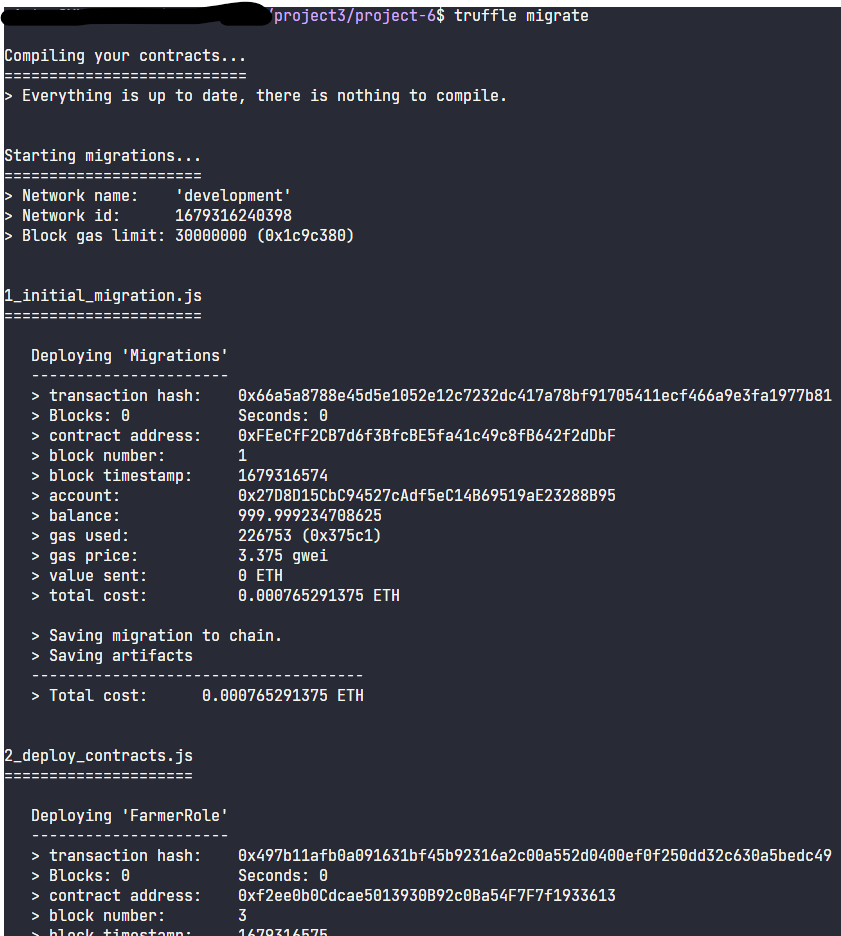 /project3/project-6$ truffle migrate
Compiling your contracts...
===========================
> Everything is up to date, there is nothing to compile.
Starting migrations...
======================
> Network name:    'development'
> Network id:      1679316240398
> Block gas limit: 30000000 (0x1c9c380)
1_initial_migration.js
======================
   Deploying 'Migrations'
   ----------------------
   > transaction hash:    0x66a5a8788e45d5e1052e12c7232dc417a78bf91705411ecf466a9e3fa1977b81
   > Blocks: 0            Seconds: 0
   > contract address:    0xFEeCfF2CB7d6f3BfcBE5fa41c49c8fB642f2dDbF
   > block number:        1
   > block timestamp:     1679316574
   > account:             0x27D8D15CbC94527cAdf5eC14B69519aE23288B95
   > balance:             999.999234708625
   > gas used:            226753 (0x375c1)
   > gas price:           3.375 gwei
   > value sent:          0 ETH
   > total cost:          0.000765291375 ETH
   > Saving migration to chain.
   > Saving artifacts
   -------------------------------------
   > Total cost:      0.000765291375 ETH
2_deploy_contracts.js
=====================
   Deploying 'FarmerRole'
   ----------------------
   > transaction hash:    0x497b11afb0a091631bf45b92316a2c00a552d0400ef0f250dd32c630a5bedc49
   > Blocks: 0            Seconds: 0
   > contract address:    0xf2ee0b0Cdcae5013930B92c0Ba54F7F7f1933613
   > block number:        3
   > block timestamp:     1679316575